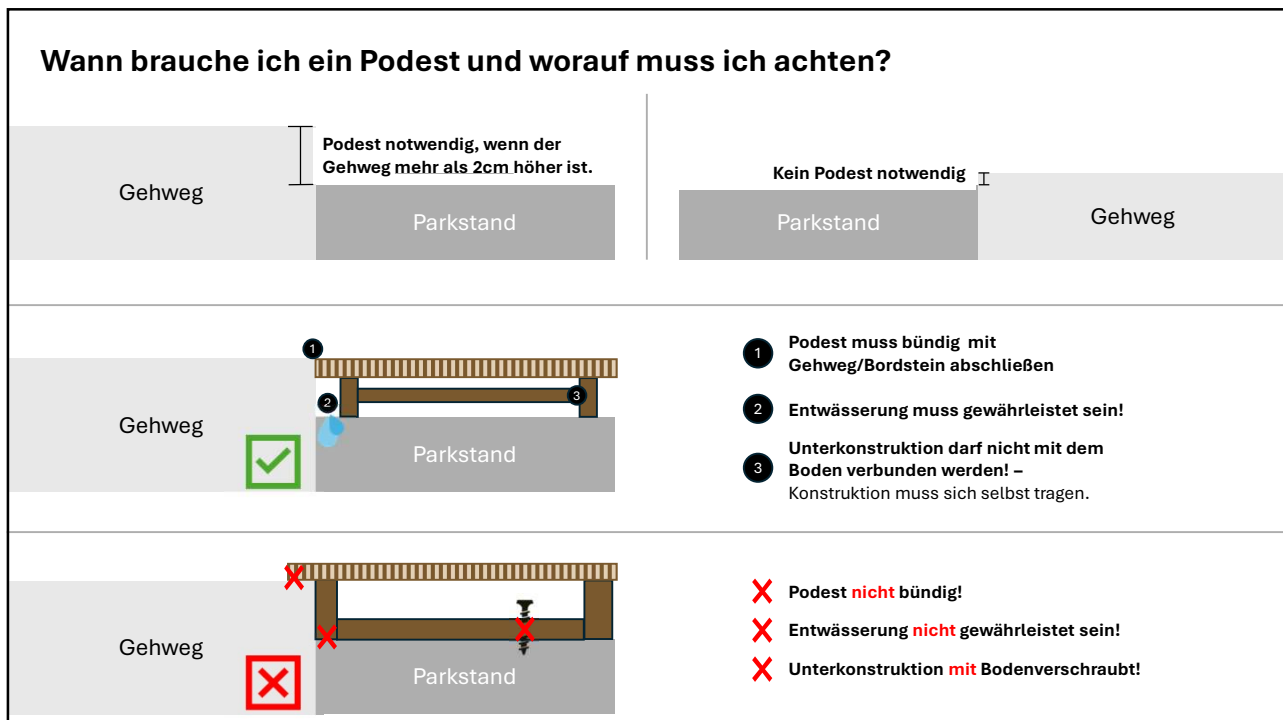 Wann brauche ich ein Podest und worauf muss ich achten?
Gehweg
Podest notwendig, wenn der
Gehweg mehr als 2cm höher ist.
Parkstand
Kein Podest notwendig
Parkstand
Gehweg
Gehweg
1
2
3
Parkstand
1 Podest muss bündig mit
Gehweg/Bordstein abschließen
2 Entwässerung muss gewährleistet sein!
3 Unterkonstruktion darf nicht mit dem
Boden verbunden werden! –
Konstruktion muss sich selbst tragen.
Gehweg
Parkstand
Podest nicht bündig!
Entwässerung nicht gewährleistet sein!
Unterkonstruktion mit Bodenverschraubt!